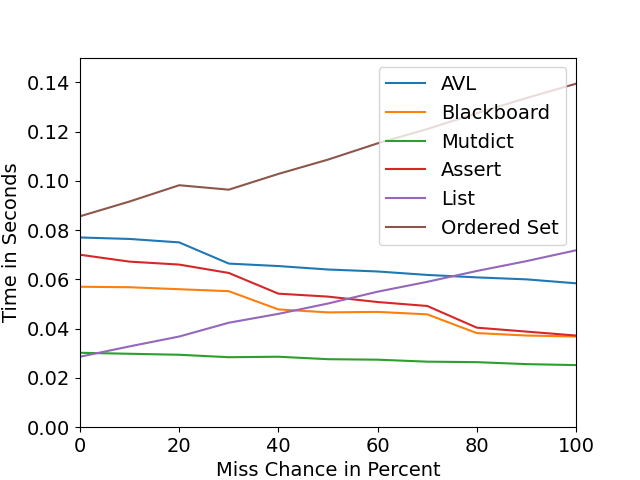 0.14
0.12
0.10
0.08
0.06
0.04
0.02
0.00
Time in Seconds
AVL
Blackboard
Mutdict
Assert
List
Ordered Set
0 20 40 60 80 100
Miss Chance in Percent